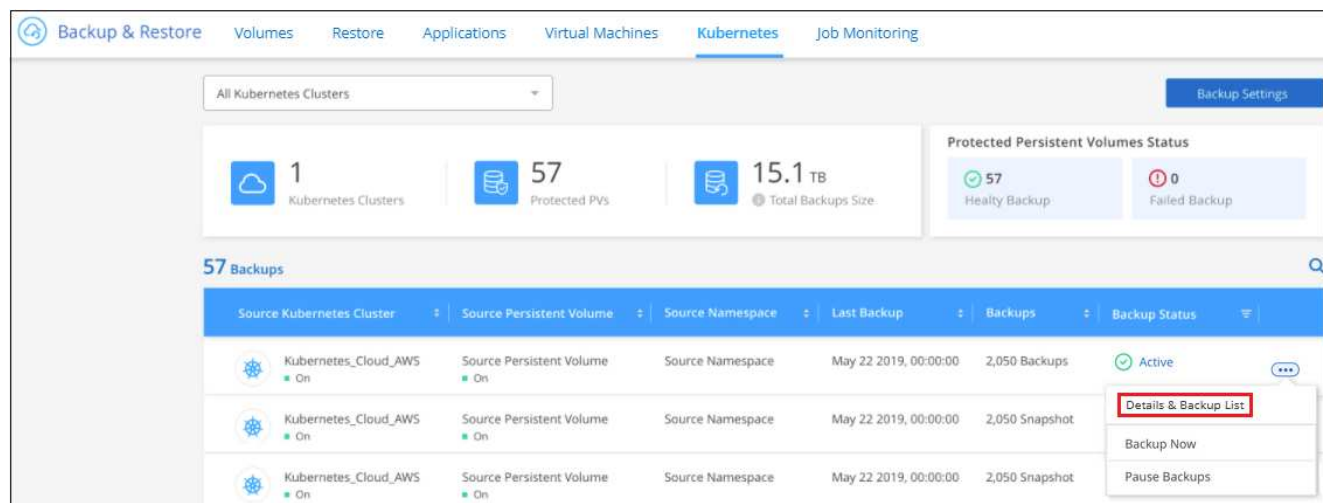 Backup & Restore Volumes Restore Applications Virtual Machines Kubernetes Job Monitoring
All Kubernetes Clusters Backup Settings
Protected Persistent Volumes Status
1 57 15.1 TB 57 0
Kubernetes Clusters Protected PVs Total Backups Size Healty Backup Failed Backup
57 Backups
Source Kubernetes Cluster Source Persistent Volume Source Namespace Last Backup Backups Backup Status
Kubernetes_Cloud_AWS Source Persistent Volume Source Namespace May 22 2019, 00:00:00 2,050 Backups Active
On On
Details & Backup List
Kubernetes_Cloud_AWS Source Persistent Volume Source Namespace May 22 2019, 00:00:00 2,050 Snapshot
On On
Backup Now
Kubernetes_Cloud_AWS Source Persistent Volume Source Namespace May 22 2019, 00:00:00 2,050 Snapshot Pause Backups
On On